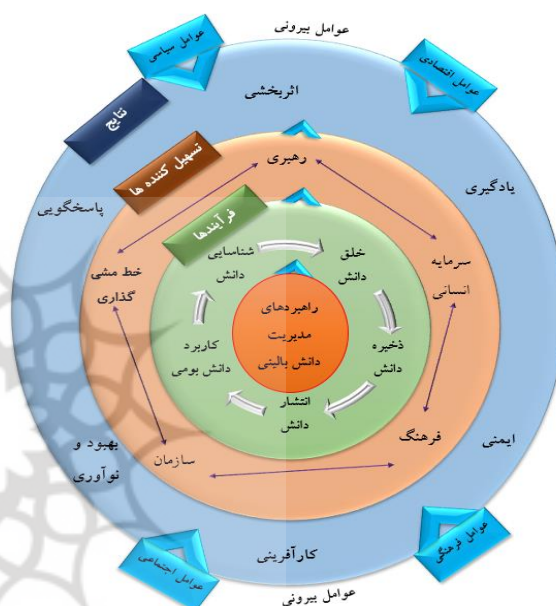 عوامل بیرونی
عوامل سیاسی
عوامل اقتصادی
نتایج
اثربخشی
تسهیل کننده ها
رهبری
یادگیری
پاسخگویی
فرآیندها
خط مشی
گذاری
سرمایه
انسانی
شناسایی
دانش
خلق
دانش
راهبردهای
مدیریت
دانش بالینی
کاربرد
دانش بومی
ذخیره
دانش
انتشار
دانش
فرهنگ
سازمان
ایمنی
بهبود و
نوآوری
کارآفرینی
عوامل فرهنگی
عوامل اجتماعی
عوامل بیرونی